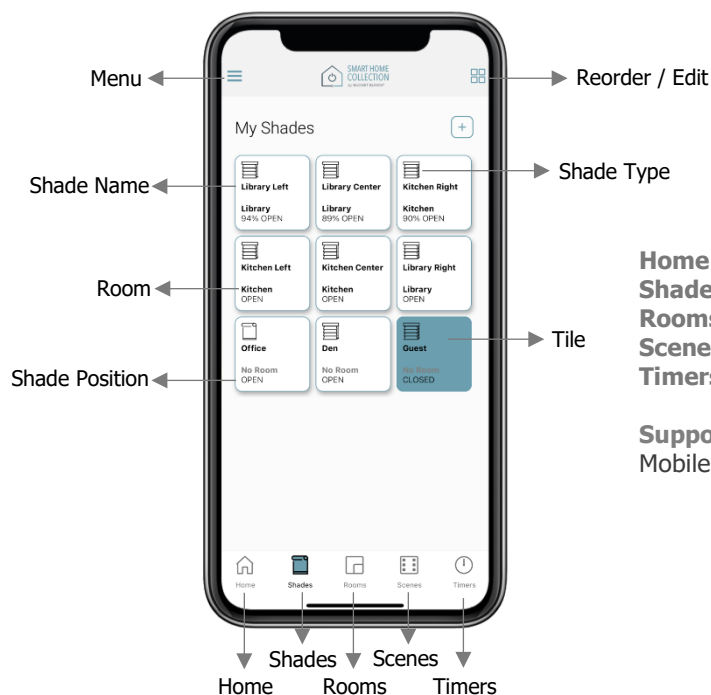 Menu
SMART HOME
COLLECTION
Reorder / Edit
My Shades
+
Shade Name
Library Left
Library
94% OPEN
Library Center
Library
89% OPEN
Kitchen Right
Kitchen
90% OPEN
Shade Type
Room
Kitchen Left
Kitchen
OPEN
Kitchen Center
Kitchen
OPEN
Library Right
Library
OPEN
Shade Position
Office
No Room
OPEN
Den
No Room
OPEN
Guest
No Room
CLOSED
Tile
Home
Shade
Rooms
Scene
Timers
Suppo
Mobile
Home
Shades
Rooms
Scenes
Timers
Shades
Scenes
Home
Rooms
Timers